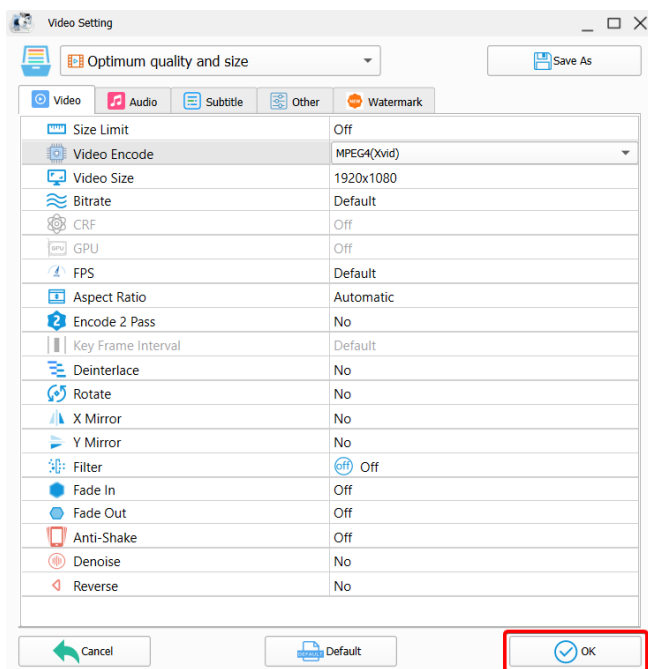 Video Setting
Optimum quality and size
Save As
Video Audio Subtitle Other NEW Watermark
Size Limit Off
Video Encode MPEG4(Xvid)
Video Size 1920x1080
Bitrate Default
CRF Off
GPU GPU Off
FPS Default
Aspect Ratio Automatic
2 Encode 2 Pass No
Key Frame Interval Default
Deinterlace No
Rotate No
X Mirror No
Y Mirror No
Filter off Off
Fade In Off
Fade Out Off
Anti-Shake Off
Denoise No
Reverse No
Cancel DEFAULT Default OK